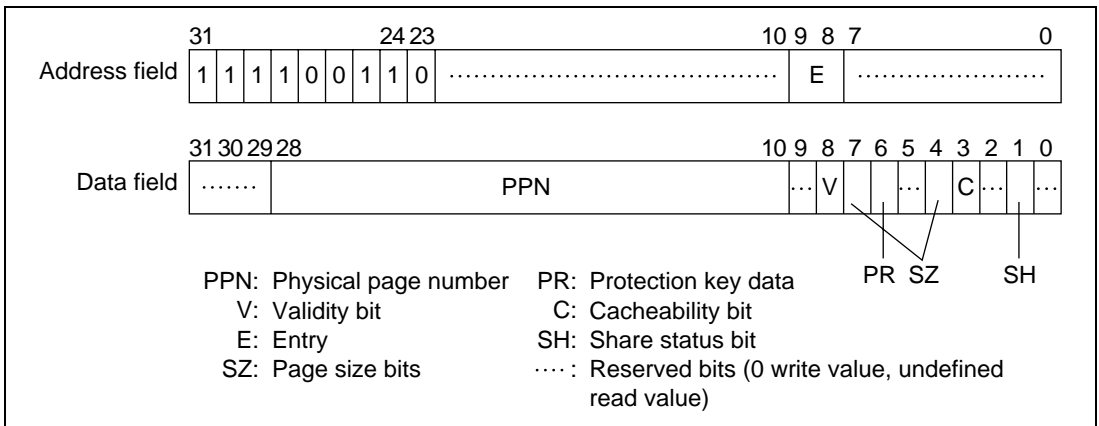 31 24 23 10 9 8 7 0
Address field 1 1 1 1 0 0 1 1 0 ···· E ····
31 30 29 28 10 9 8 7 6 5 4 3 2 1 0
Data field ···· PPN ··· V ··· C ··· ···
PR SZ SH
PPN: Physical page number PR: Protection key data
V: Validity bit C: Cacheability bit
E: Entry SH: Share status bit
SZ: Page size bits ···· : Reserved bits (0 write value, undefined
read value)